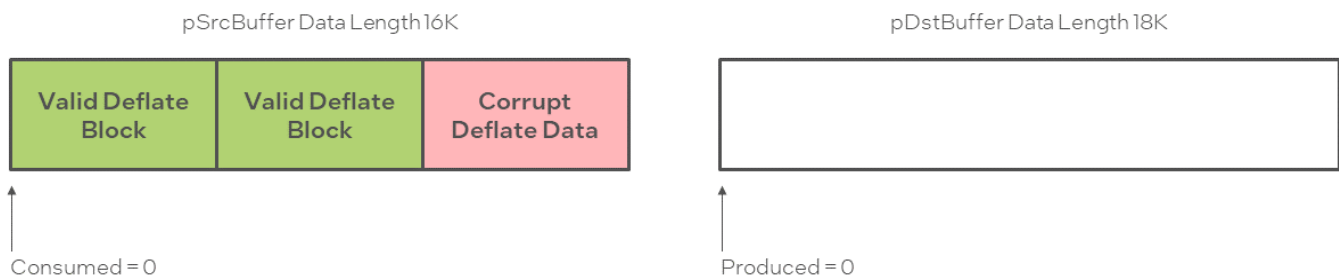 pSrcBuffer Data Length 16K
pDstBuffer Data Length 18K
Valid Deflate
Block
Valid Deflate
Block
Corrupt
Deflate Data
Consumed = 0
Produced = 0